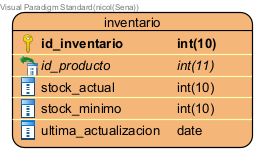 Visual Paradigm Standard(nicol(Sena))
inventario
id_inventario int(10)
id_producto int(11)
stock_actual int(10)
stock_minimo int(10)
ultima_actualizacion date